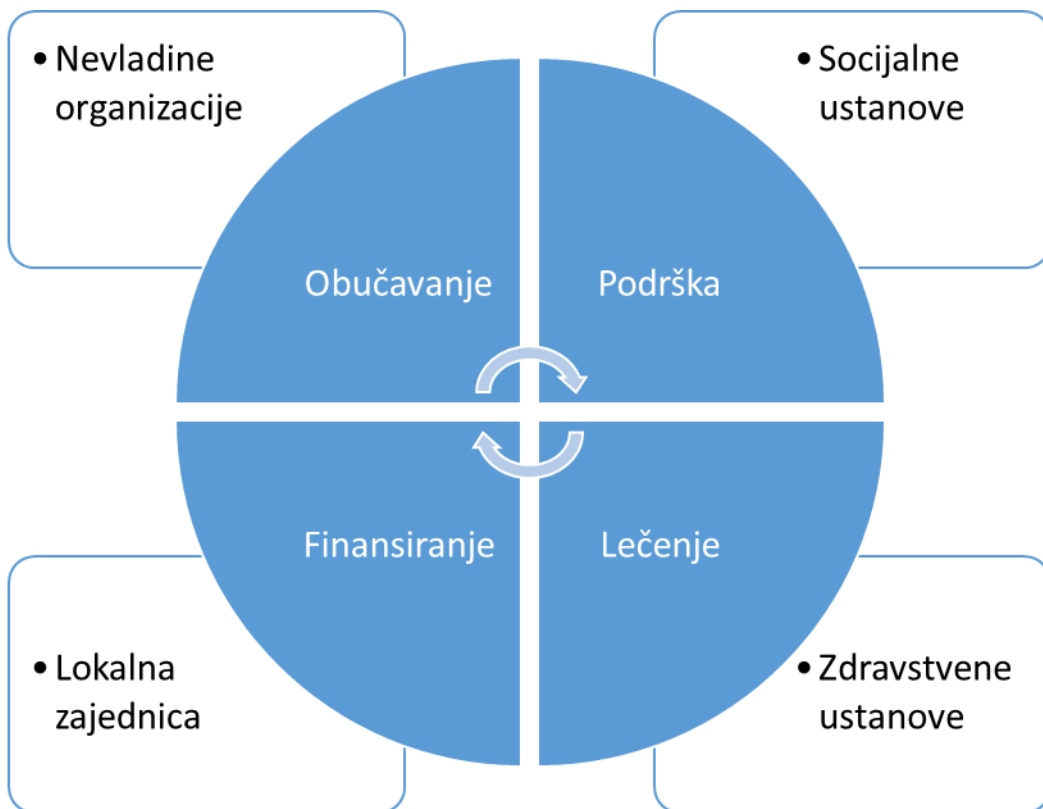 • Nevladine
organizacije
• Socijalne
ustanove
Obučavanje
Podrška
Finansiranje
Lečenje
• Lokalna
zajednica
• Zdravstvene
ustanove